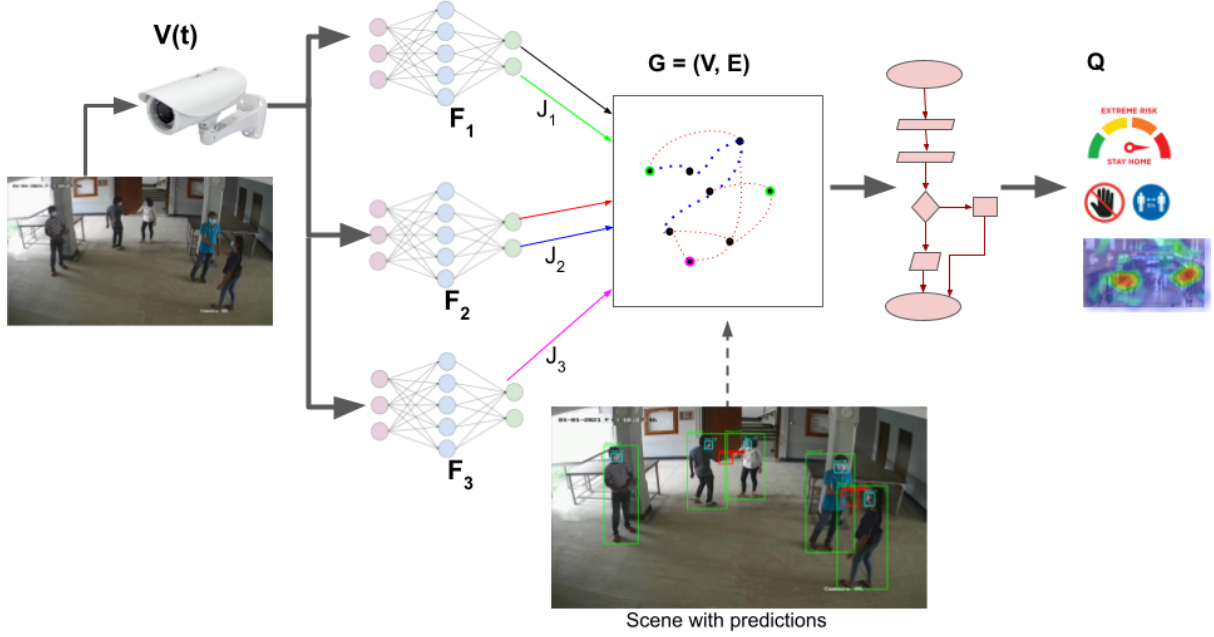 V(t)
F1
J1
G = (V, E)
Q
EXTREME RISK
STAY HOME
J2
F2
J3
F3
Scene with predictions